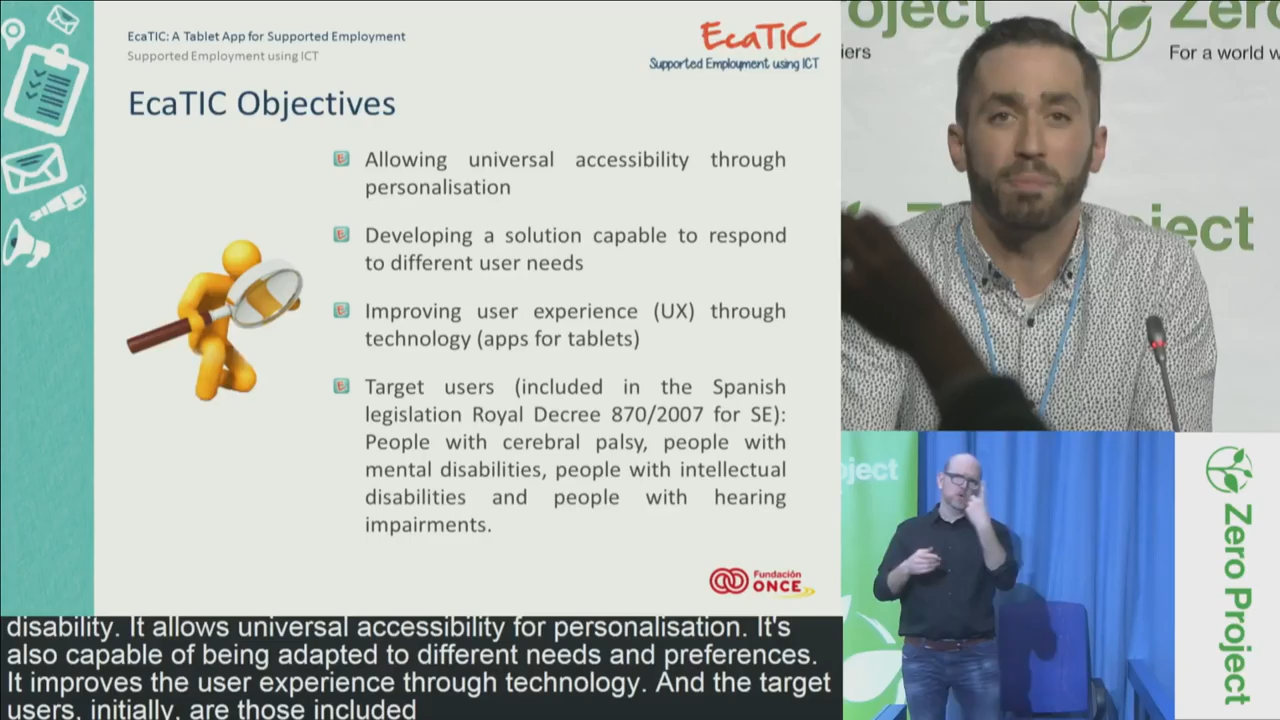 EcaTIC: A Tablet App for Supported Employment
Supported Employment using ICT
EcaTIC
Supported Employment using ICT
EcaTIC Objectives
Allowing universal accessibility through
personalisation
Developing a solution capable to respond
to different user needs
Improving user experience (UX) through
technology (apps for tablets)
Target users (included in the Spanish
legislation Royal Decree 870/2007 for SE):
People with cerebral palsy, people with
mental disabilities, people with intellectual
disabilities and people with hearing
impairments.
Fundación
ONCE
disability. It allows universal accessibility for personalisation. It's
also capable of being adapted to different needs and preferences.
It improves the user experience through technology. And the target
users, initially, are those included
oject
Zero
iers
For a world w
Z
oject
oject
Zero Project